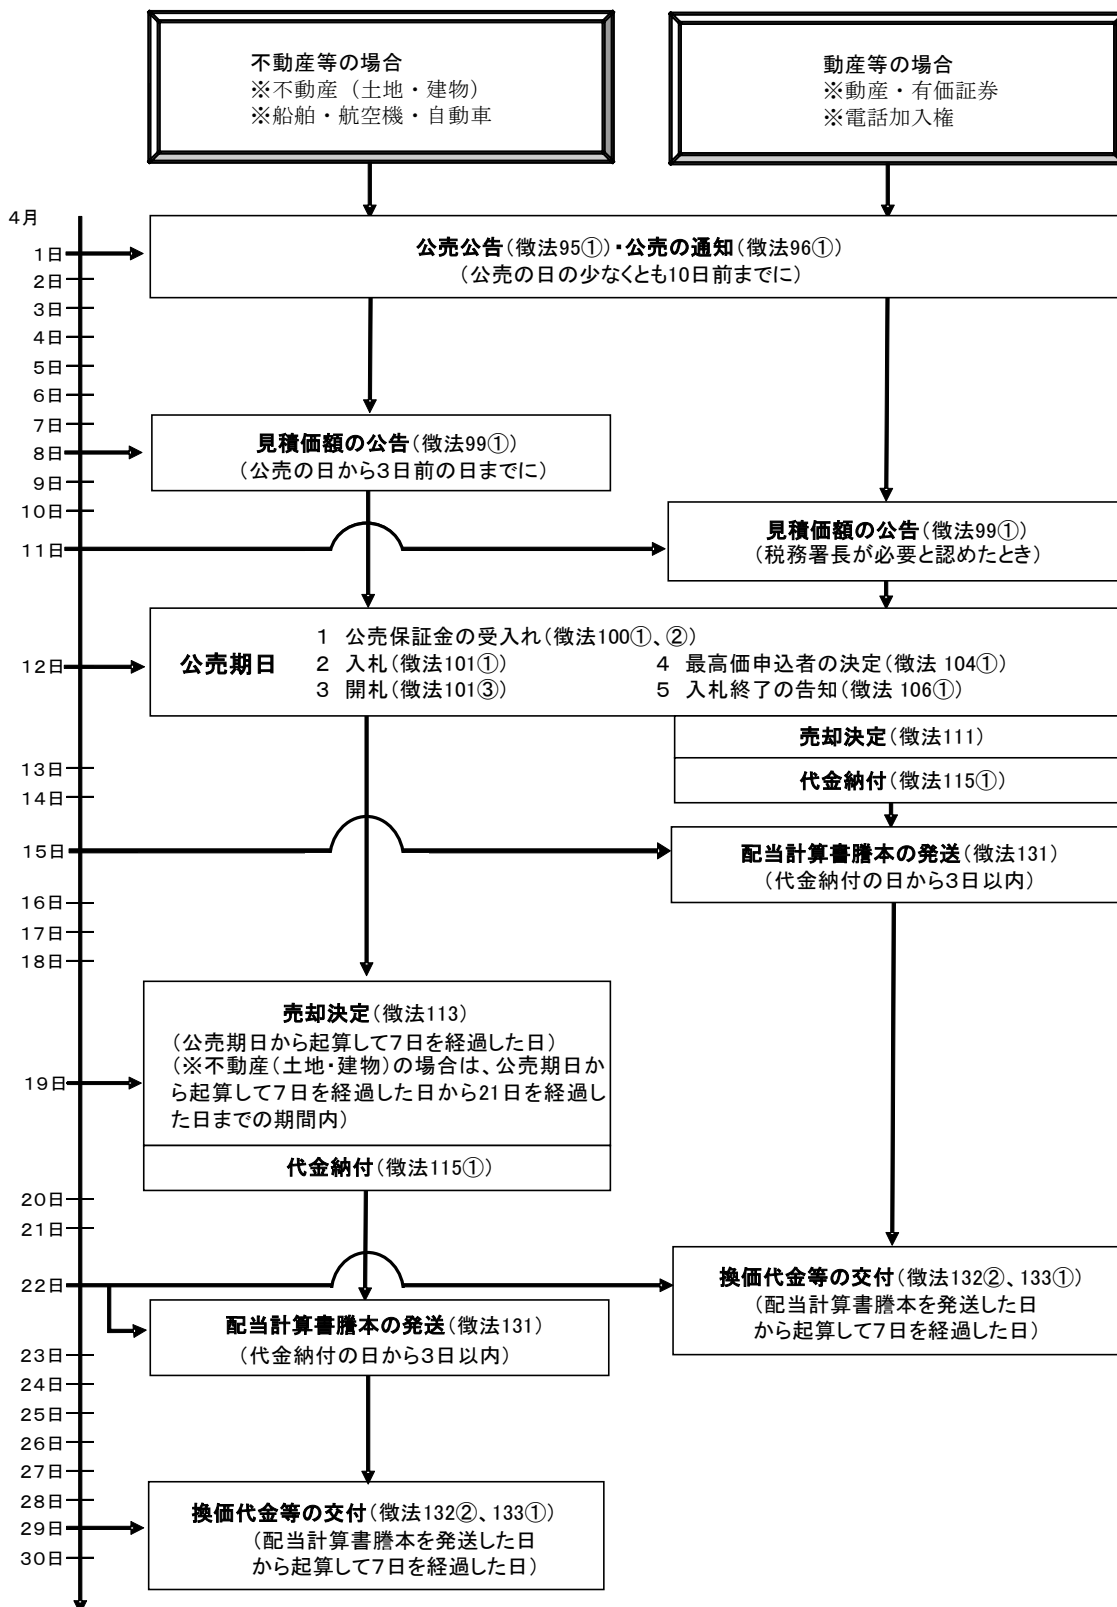 不動産等の場合
※不動産（土地・建物）
※船舶・航空機・自動車
動産等の場合
※動産・有価証券
※電話加入権
4月
1日
公売公告(徴法95①)・公売の通知(徴法96①)
(公売の日の少なくとも10日前までに)
2日
3日
4日
5日
6日
7日
見積価額の公告(徴法99①)
8日
(公売の日から3日前の日までに)
9日
10日
見積価額の公告(徴法99①)
11日
(税務署長が必要と認めたとき)
12日
公売期日
1 公売保証金の受入れ(徴法100①、②)
2 入札(徴法101①)
3 開札(徴法101③)
4 最高価申込者の決定(徴法 104①)
5 入札終了の告知(徴法 106①)
売却決定(徴法111)
13日
代金納付(徴法115①)
14日
15日
配当計算書謄本の発送(徴法131)
(代金納付の日から3日以内)
16日
17日
18日
売却決定(徴法113)
(公売期日から起算して7日を経過した日)
(※不動産(土地・建物)の場合は、公売期日か
ら起算して7日を経過した日から21日を経過し
た日までの期間内)
19日
代金納付(徴法115①)
20日
21日
22日
換価代金等の交付(徴法132②、133①)
(配当計算書謄本を発送した日
から起算して7日を経過した日)
配当計算書謄本の発送(徴法131)
(代金納付の日から3日以内)
23日
24日
25日
26日
27日
28日
換価代金等の交付(徴法132②、133①)
29日
(配当計算書謄本を発送した日
から起算して7日を経過した日)
30日